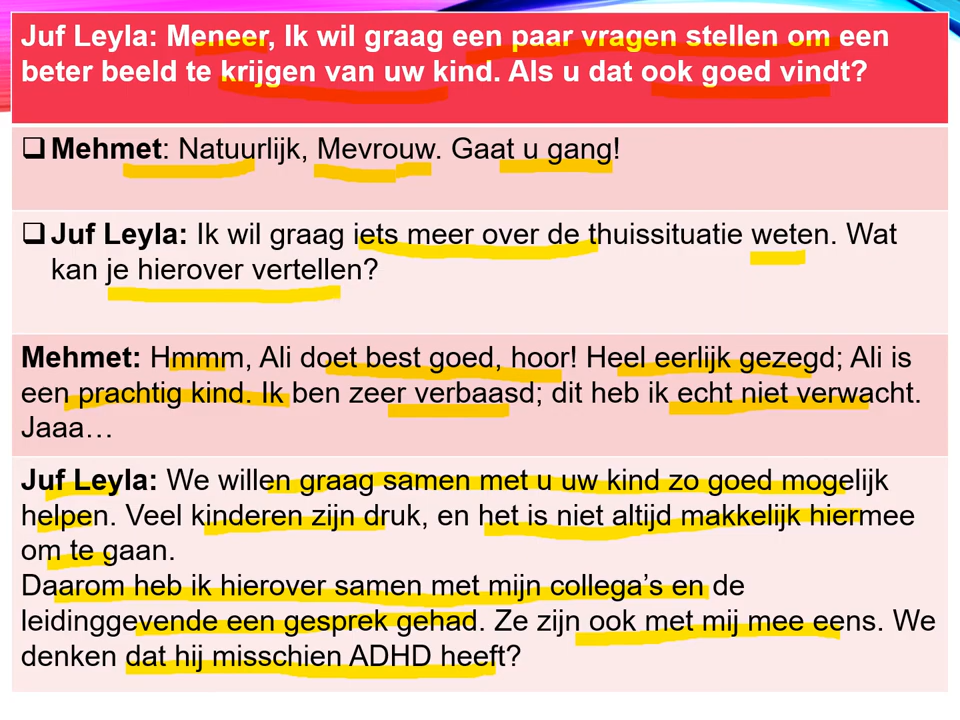 Juf Leyla: Meneer, Ik wil graag een paar vragen stellen om een
beter beeld te krijgen van uw kind. Als u dat ook goed vindt?
❑ Mehmet: Natuurlijk, Mevrouw. Gaat u gang!
❑ Juf Leyla: Ik wil graag iets meer over de thuissituatie weten. Wat
kan je hierover vertellen?
Mehmet: Hmmm, Ali doet best goed, hoor! Heel eerlijk gezegd; Ali is
een prachtig kind. Ik ben zeer verbaasd; dit heb ik echt niet verwacht.
Jaaa…
Juf Leyla: We willen graag samen met u uw kind zo goed mogelijk
helpen. Veel kinderen zijn druk, en het is niet altijd makkelijk hiermee
om te gaan.
Daarom heb ik hierover samen met mijn collega’s en de
leidinggevende een gesprek gehad. Ze zijn ook met mij mee eens. We
denken dat hij misschien ADHD heeft?